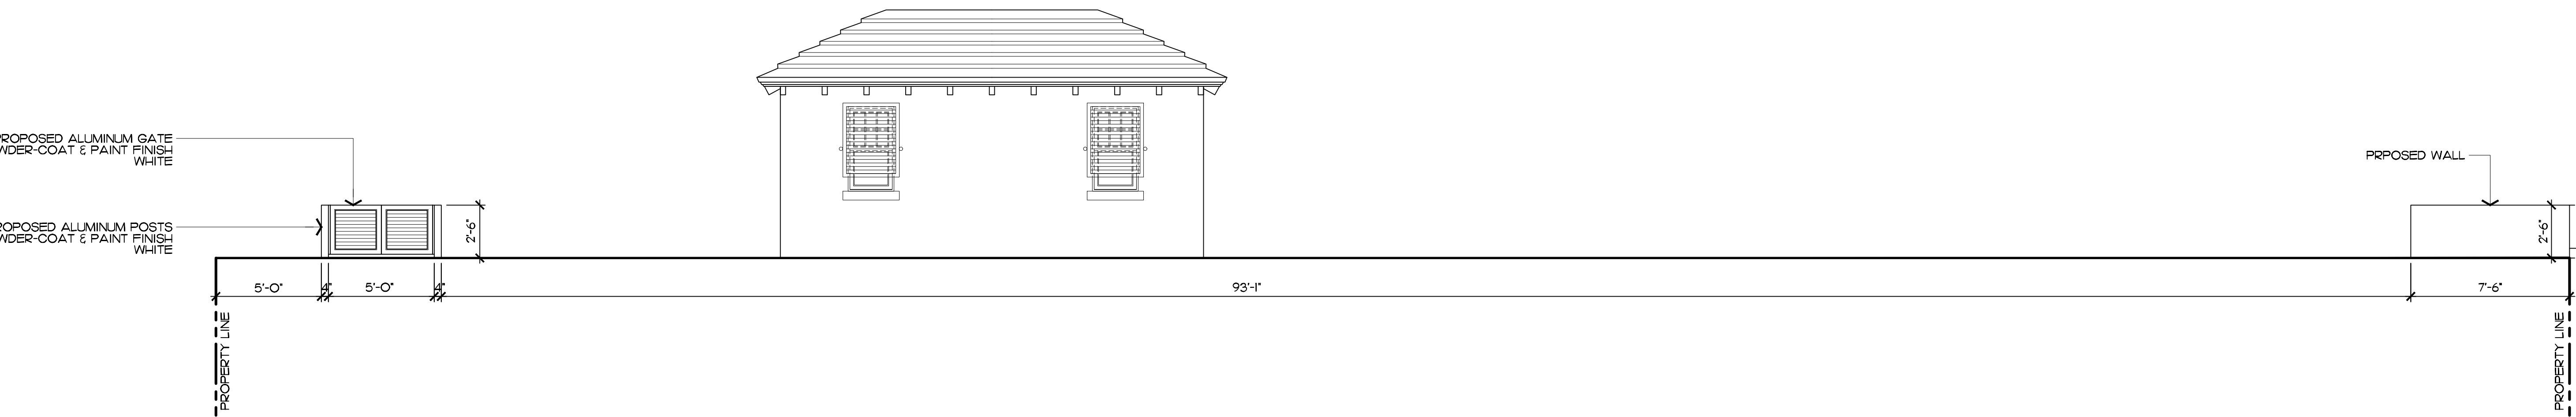 ROPOSED ALUMINUM GATE
WDER-COAT & PAINT FINISH
WHITE
ROPOSED ALUMINUM POSTS
WDER-COAT & PAINT FINISH
WHITE
2'-6"
PRPOSED WALL
2'-6"
5'-0"
4"
5'-0"
4"
93'-1"
7'-6"
PROPERTY LINE
PROPERTY LINE